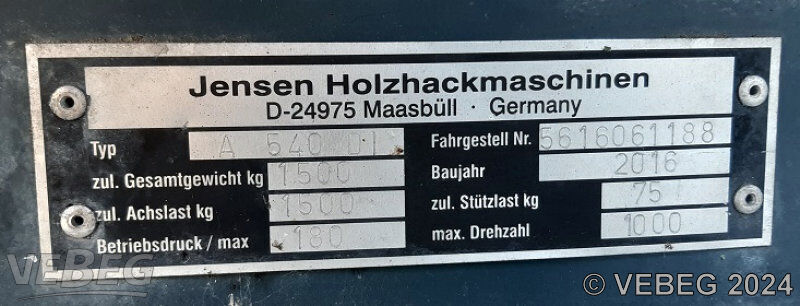 Jensen Holzhackmaschinen
D-24975 Maasbüll · Germany
Typ A 540 DI
zul. Gesamtgewicht kg 1500
zul. Achslast kg 1500
Betriebsdruck / max 180
Fahrgestell Nr. 5616061188
Baujahr 2016
zul. Stützlast kg 75
max. Drehzahl 1000
VEBEG
© VEBEG 2024